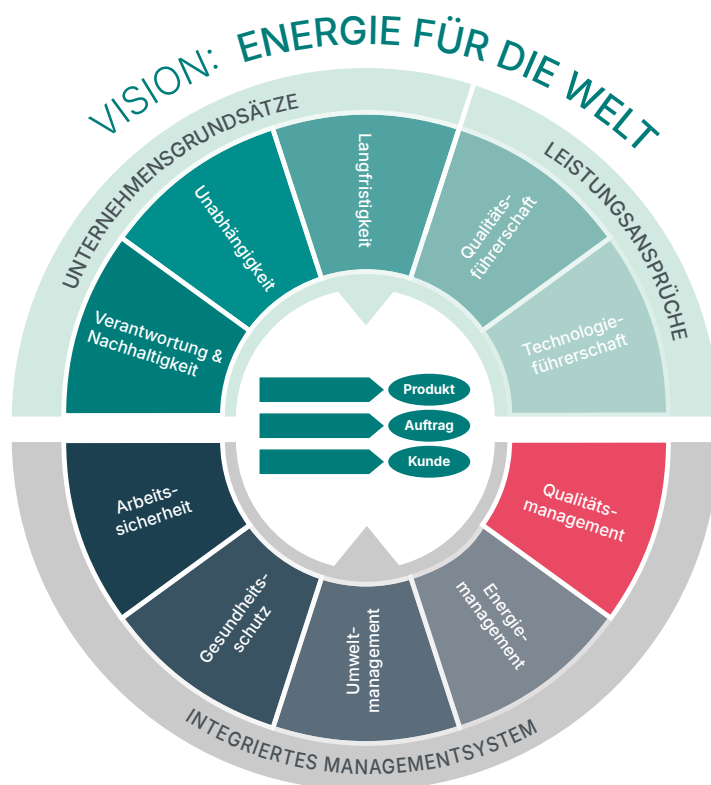 VISION: ENERGIE FÜR DIE WELT
UNTERNEHMENSGRUNDSÄTZE
LEISTUNGSANSPRÜCHE
Verantwortung &
Nachhaltigkeit
Unabhängigkeit
Langfristigkeit
Qualitäts-
führerschaft
Technologie-
führerschaft
Produkt
Auftrag
Kunde
Arbeits-
sicherheit
Gesundheits-
schutz
Umwelt-
management
Energie-
management
Qualitäts-
management
INTEGRIERTES MANAGEMENTSYSTEM